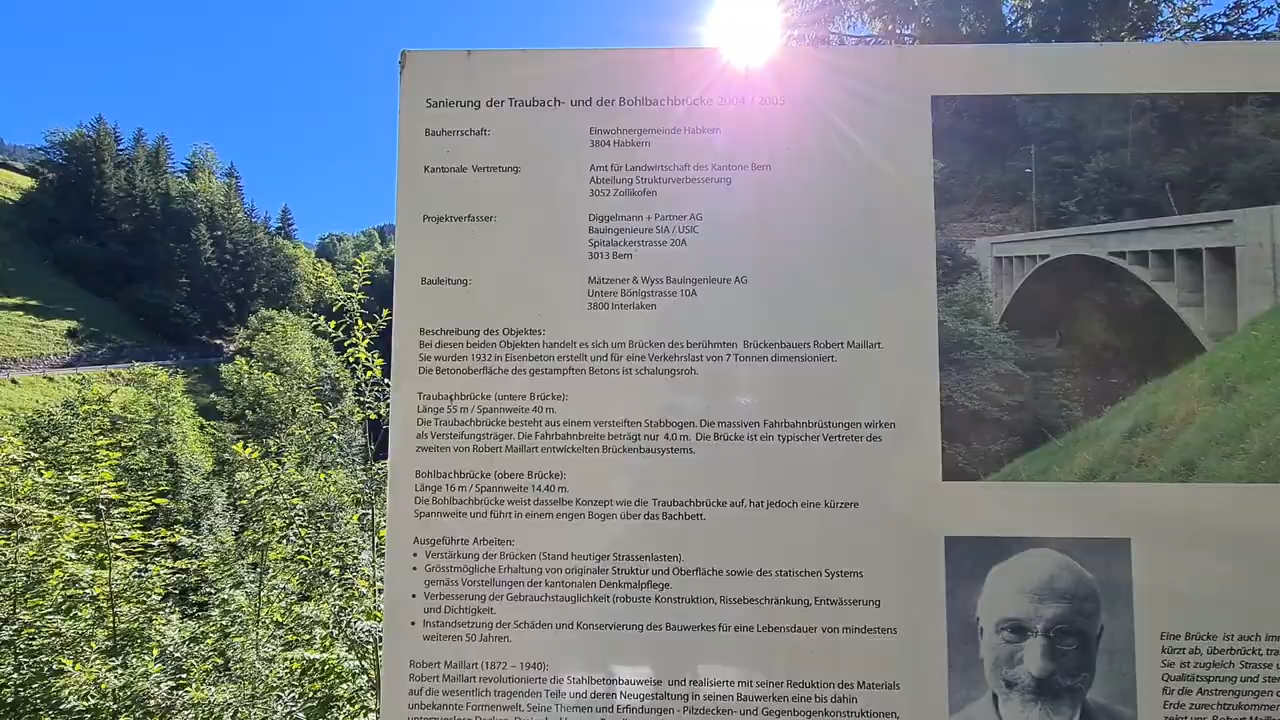 Sanierung der Traubach- und der Bohlbachbrücke 2004 / 2005
Bauherrschaft:
Einwohnergemeinde Habkern
3804 Habkern
Kantonale Vertretung:
Amt für Landwirtschaft des Kantone Bern
Abteilung Strukturverbesserung
3052 Zollikofen
Projektverfasser:
Diggelmann + Partner AG
Bauingenieure SIA / USIC
Spitalackerstrasse 20A
3013 Bern
Bauleitung:
Mätzener & Wyss Bauingenieure AG
Untere Bönigstrasse 10A
3800 Interlaken
Beschreibung des Objektes:
Bei diesen beiden Objekten handelt es sich um Brücken des berühmten Brückenbauers Robert Maillart.
Sie wurden 1932 in Eisenbeton erstellt und für eine Verkehrslast von 7 Tonnen dimensioniert.
Die Betonoberfläche des gestampften Betons ist schalungsroh.
Traubachbrücke (untere Brücke):
Länge 55 m / Spannweite 40 m.
Die Traubachbrücke besteht aus einem versteiften Stabbogen. Die massiven Fahrbahnbrüstungen wirken
als Versteifungsträger. Die Fahrbahnbreite beträgt nur 4.0 m. Die Brücke ist ein typischer Vertreter des
zweiten von Robert Maillart entwickelten Brückenbausystems.
Bohlbachbrücke (obere Brücke):
Länge 16 m / Spannweite 14.40 m.
Die Bohlbachbrücke weist dasselbe Konzept wie die Traubachbrücke auf, hat jedoch eine kürzere
Spannweite und führt in einem engen Bogen über das Bachbett.
Ausgeführte Arbeiten:
• Verstärkung der Brücken (Stand heutiger Strassenlasten).
• Grösstmögliche Erhaltung von originaler Struktur und Oberfläche sowie des statischen Systems
gemäss Vorstellungen der kantonalen Denkmalpflege.
• Verbesserung der Gebrauchstauglichkeit (robuste Konstruktion, Rissebeschränkung, Entwässerung
und Dichtigkeit.
• Instandsetzung der Schäden und Konservierung des Bauwerkes für eine Lebensdauer von mindestens
weiteren 50 Jahren.
Robert Maillart (1872 – 1940):
Robert Maillart revolutionierte die Stahlbetonbauweise und realisierte mit seiner Reduktion des Materials
auf die wesentlich tragenden Teile und deren Neugestaltung in seinen Bauwerken eine bis dahin
unbekannte Formenwelt. Seine Themen und Erfindungen - Pilzdecken- und Gegenbogenkonstruktionen,
Eine Brücke ist auch im
kürzt ab, überbrückt, tra
Sie ist zugleich Strasse u
Qualitätssprung und ste
für die Anstrengungen
Erde zurechtzukomme
zeigt uns Robert Ma